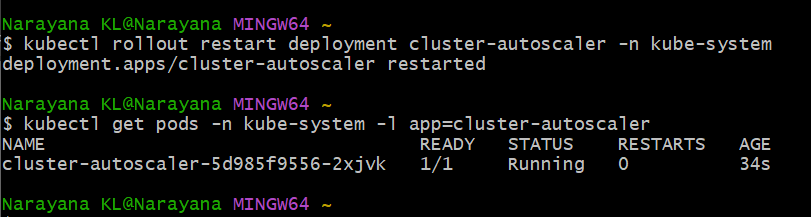 Narayana KL@Narayana MINGW64 ~
$ kubectl rollout restart deployment cluster-autoscaler -n kube-system
deployment.apps/cluster-autoscaler restarted
Narayana KL@Narayana MINGW64 ~
$ kubectl get pods -n kube-system -l app=cluster-autoscaler
NAME READY STATUS RESTARTS AGE
cluster-autoscaler-5d985f9556-2xjvk 1/1 Running 0 34s
Narayana KL@Narayana MINGW64 ~